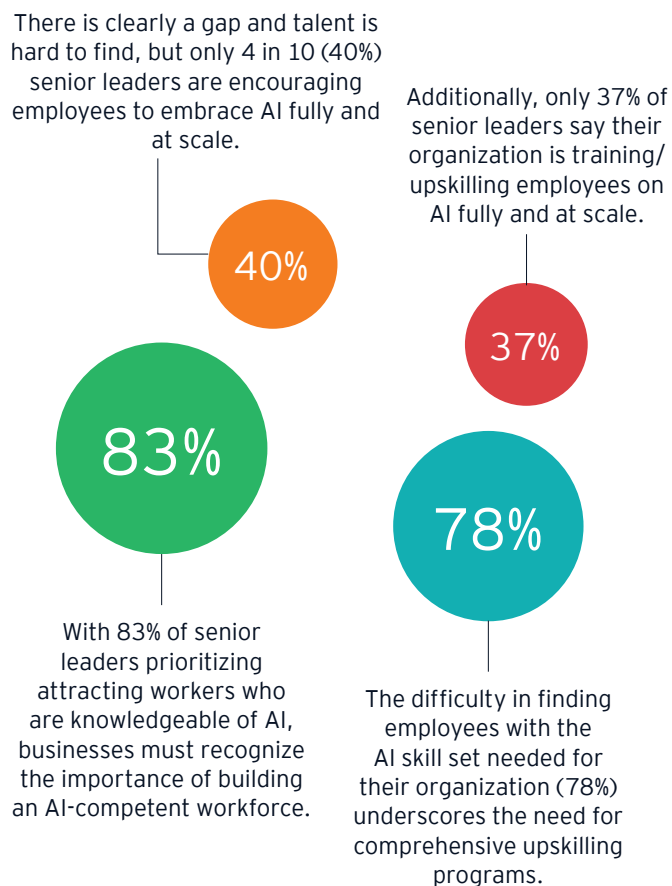 There is clearly a gap and talent is
hard to find, but only 4 in 10 (40%)
senior leaders are encouraging
employees to embrace AI fully and
at scale.
40%
Additionally, only 37% of
senior leaders say their
organization is training/
upskilling employees on
AI fully and at scale.
37%
83%
With 83% of senior
leaders prioritizing
attracting workers who
are knowledgeable of AI,
businesses must recognize
the importance of building
an AI-competent workforce.
78%
The difficulty in finding
employees with the
AI skill set needed for
their organization (78%)
underscores the need for
comprehensive upskilling
programs.